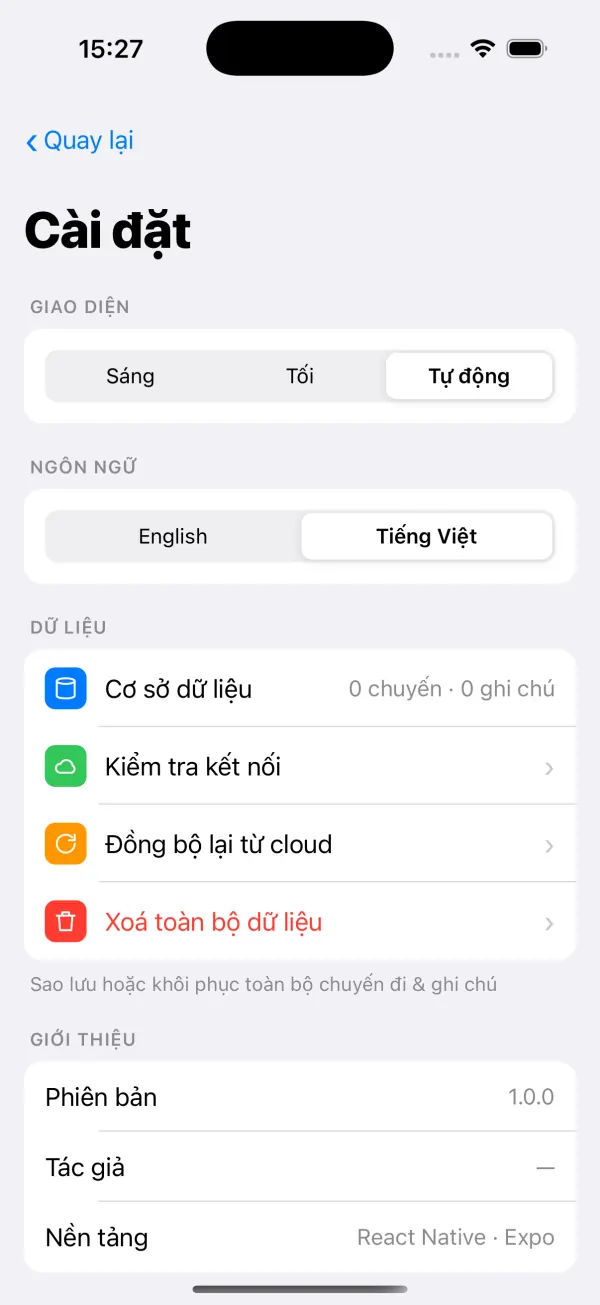 15:27
Quay lại
Cài đặt
GIAO DIỆN
Sáng Tối Tự động
NGÔN NGỮ
English Tiếng Việt
DỮ LIỆU
Cơ sở dữ liệu 0 chuyến · 0 ghi chú
Kiểm tra kết nối
Đồng bộ lại từ cloud
Xoá toàn bộ dữ liệu
Sao lưu hoặc khôi phục toàn bộ chuyến đi & ghi chú
GIỚI THIỆU
Phiên bản 1.0.0
Tác giả —
Nền tảng React Native · Expo